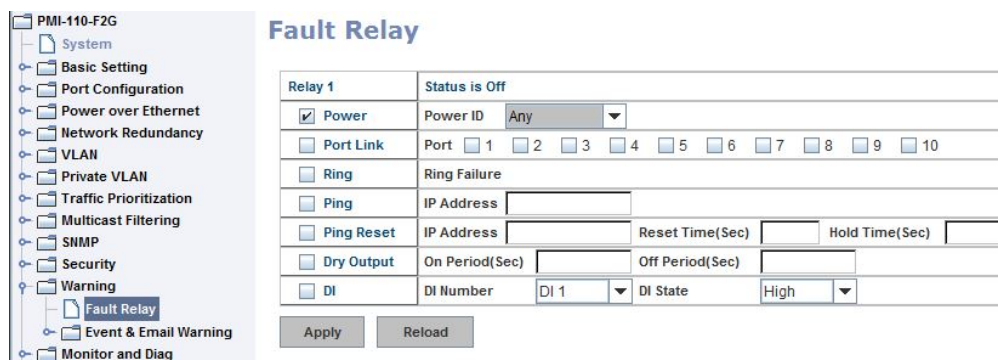 PMI-110-F2G
System
Basic Setting
Port Configuration
Power over Ethernet
Network Redundancy
VLAN
Private VLAN
Traffic Prioritization
Multicast Filtering
SNMP
Security
Warning
Fault Relay
Event & Email Warning
Monitor and Diag
Fault Relay
Relay 1 Status is Off
Power Power ID Any
Port Link Port 1 2 3 4 5 6 7 8 9 10
Ring Ring Failure
Ping IP Address
Ping Reset IP Address Reset Time(Sec) Hold Time(Sec)
Dry Output On Period(Sec) Off Period(Sec)
DI DI Number DI 1 DI State High
Apply Reload